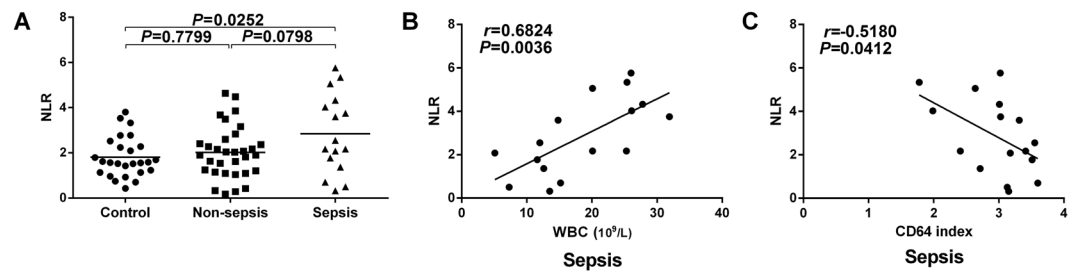 A
P=0.0252
P=0.7799 P=0.0798
NLR
8
6
4
2
0
Control Non-sepsis Sepsis
B
r=0.6824
P=0.0036
NLR
8
6
4
2
0
0 10 20 30 40
WBC (10⁹/L)
Sepsis
C
r=-0.5180
P=0.0412
NLR
8
6
4
2
0
0 1 2 3 4
CD64 index
Sepsis